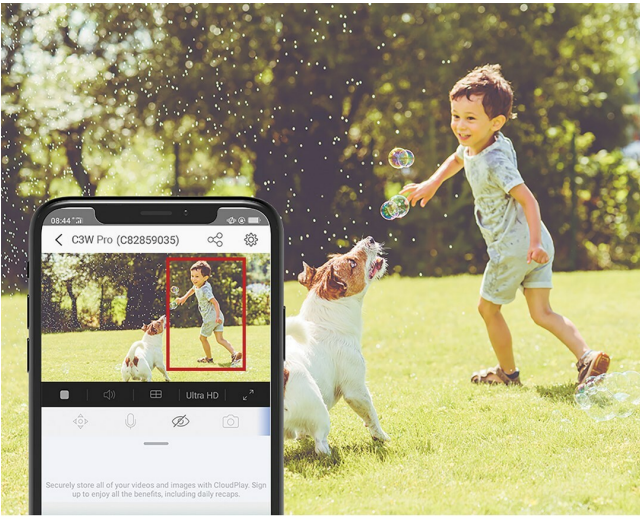 08:44
C3W Pro (C82859035)
Ultra HD
Securely store all of your videos and images with CloudPlay. Sign
up to enjoy all the benefits, including daily recaps.